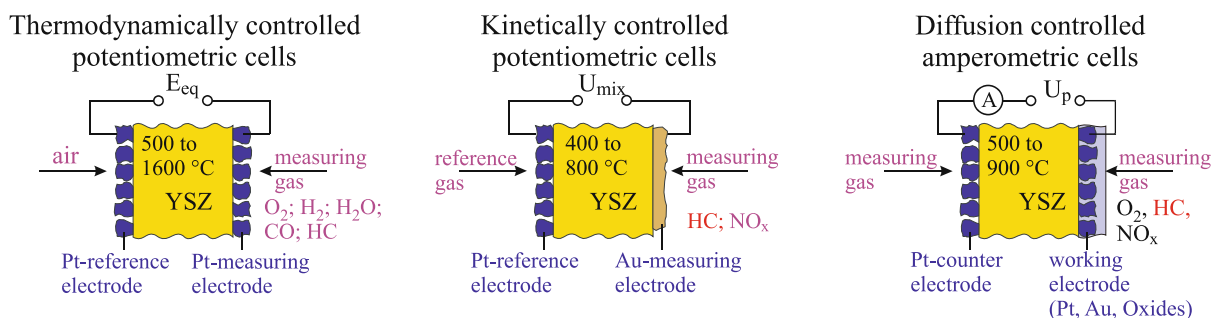 Thermodynamically controlled
potentiometric cells
E_eq
500 to
1600 °C
YSZ
air
measuring
gas
O₂; H₂; H₂O;
CO; HC
Pt-reference
electrode
Pt-measuring
electrode
Kinetically controlled
potentiometric cells
U_mix
400 to
800 °C
YSZ
reference
gas
measuring
gas
HC; NOₓ
Pt-reference
electrode
Au-measuring
electrode
Diffusion controlled
amperometric cells
A
Uₚ
500 to
900 °C
YSZ
measuring
gas
measuring
gas
O₂, HC,
NOₓ
Pt-counter
electrode
working
electrode
(Pt, Au, Oxides)